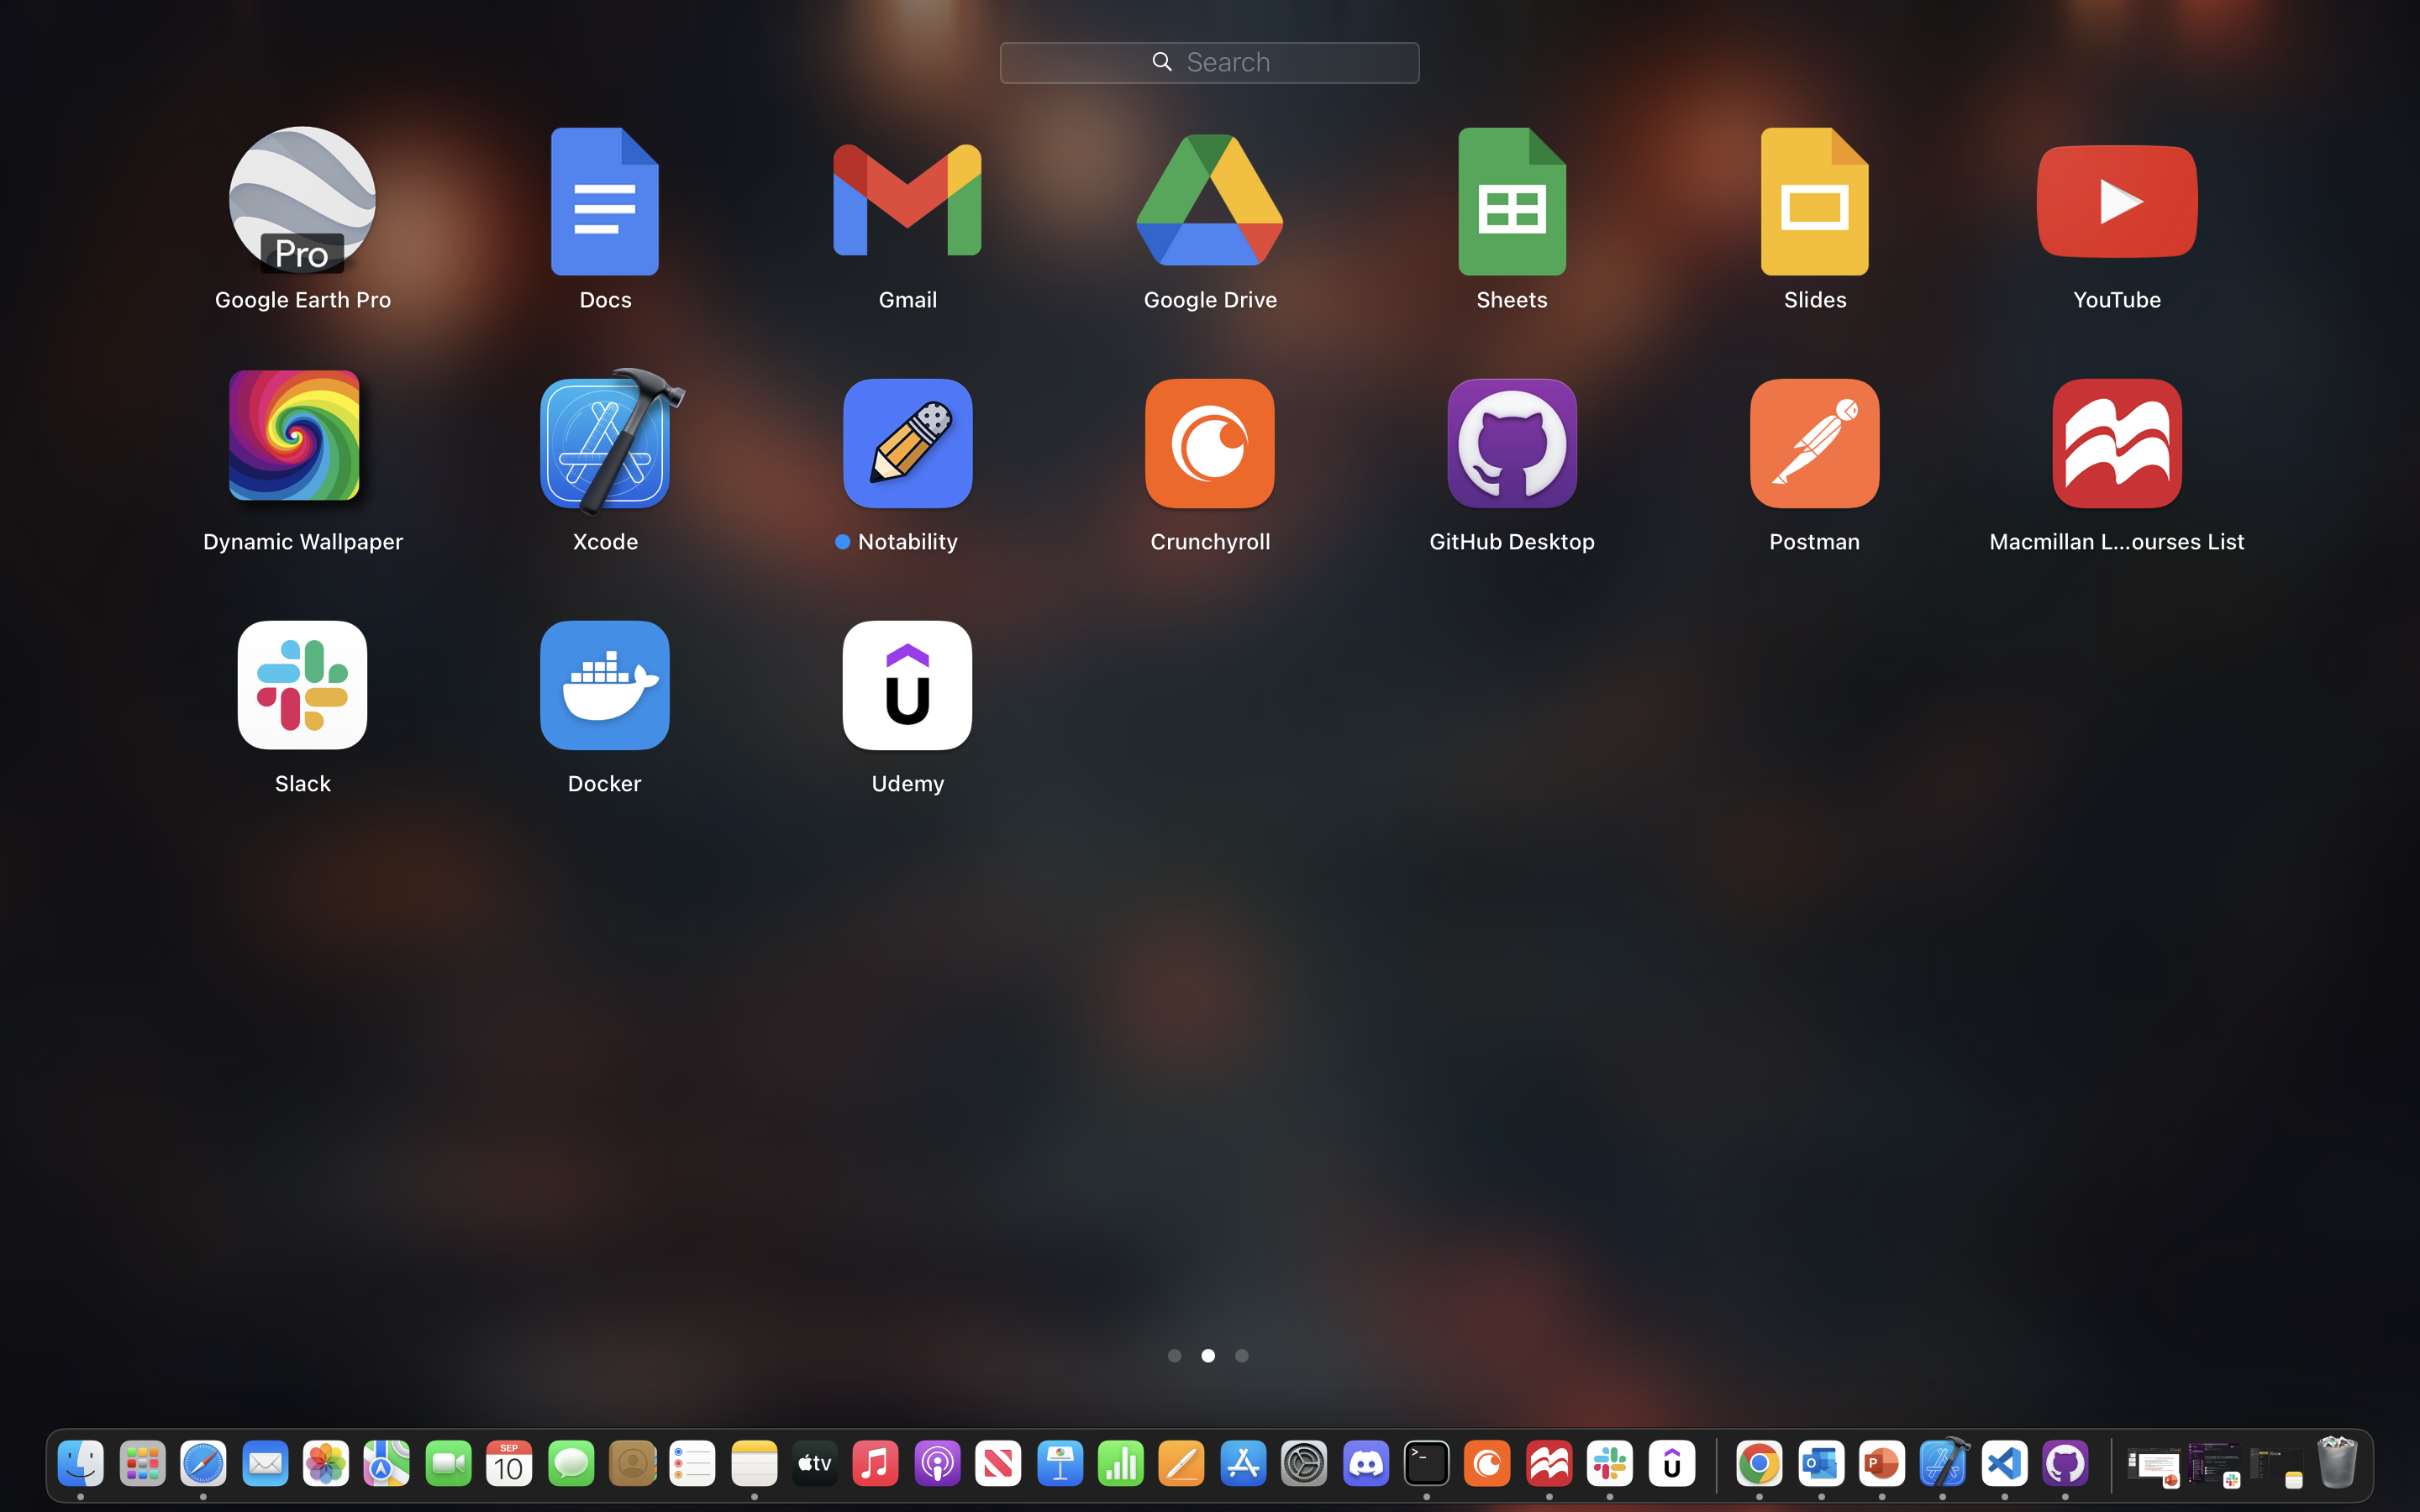 Search
Pro
Google Earth Pro
Docs
Gmail
Google Drive
Sheets
Slides
YouTube
Dynamic Wallpaper
Xcode
Notability
Crunchyroll
GitHub Desktop
Postman
Macmillan L...ourses List
Slack
Docker
Udemy
SEP
10
tv
>_